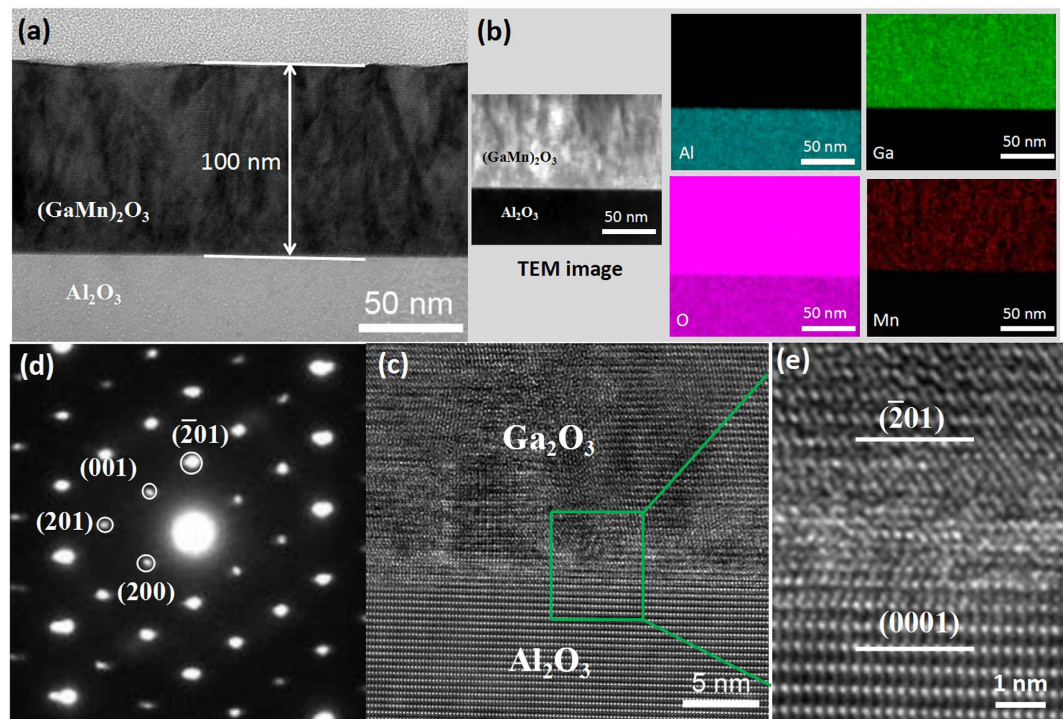 (a)
100 nm
(GaMn)₂O₃
Al₂O₃
50 nm
(b)
(GaMn)₂O₃
Al₂O₃
50 nm
TEM image
Al
50 nm
Ga
50 nm
O
50 nm
Mn
50 nm
(d)
(2̅01)
(001)
(201)
(200)
(c)
Ga₂O₃
Al₂O₃
5 nm
(e)
(2̅01)
(0001)
1 nm